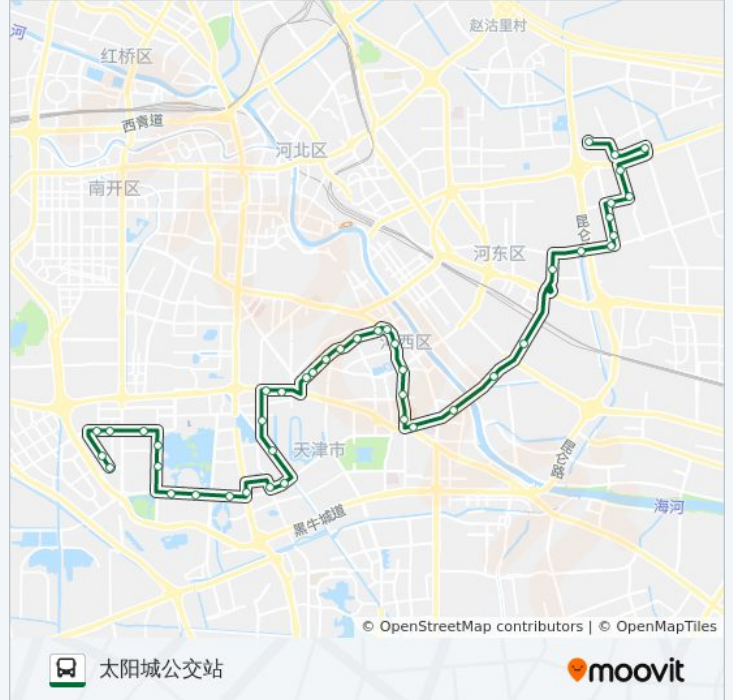 河
赵沽里村
红桥区
西青道
河北区
南开区
昆仑
河东区
河西区
天津市
昆仑路
黑牛城道
海河
© OpenStreetMap contributors | © OpenMapTiles
太阳城公交站
moovit